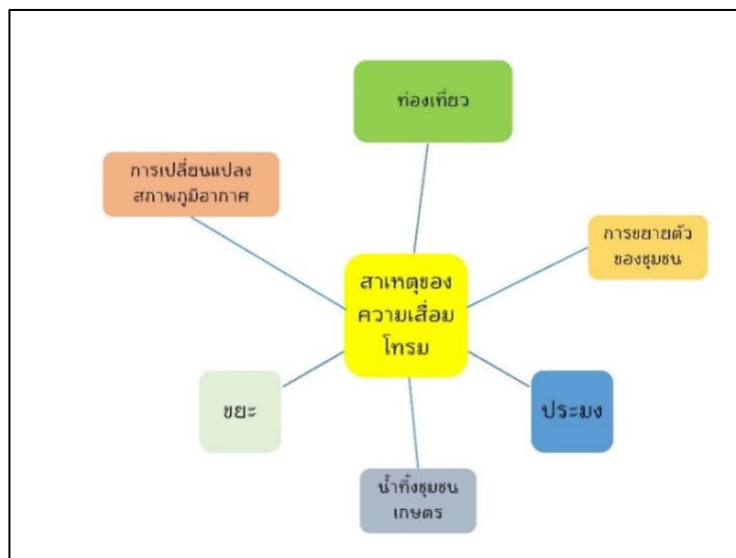 ท่องเที่ยว
การเปลี่ยนแปลง
สภาพภูมิอากาศ
การขยายตัว
ของชุมชน
สาเหตุของ
ความเสื่อม
โทรม
ขยะ
ประมง
น้ำทิ้งชุมชน
เกษตร